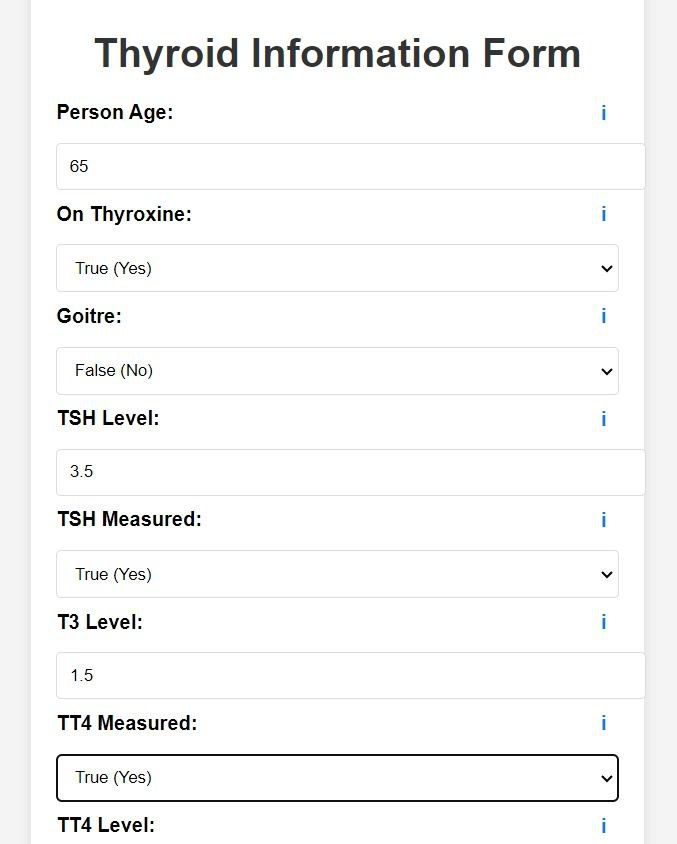 Thyroid Information Form
Person Age: i
65
On Thyroxine: i
True (Yes)
Goitre: i
False (No)
TSH Level: i
3.5
TSH Measured: i
True (Yes)
T3 Level: i
1.5
TT4 Measured: i
True (Yes)
TT4 Level: i